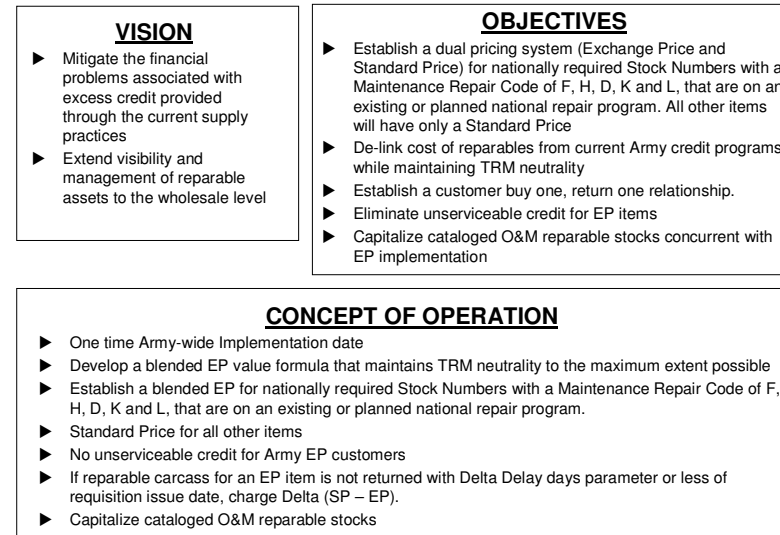 VISION
▶ Mitigate the financial
problems associated with
excess credit provided
through the current supply
practices
▶ Extend visibility and
management of reparable
assets to the wholesale level
OBJECTIVES
▶ Establish a dual pricing system (Exchange Price and
Standard Price) for nationally required Stock Numbers with a
Maintenance Repair Code of F, H, D, K and L, that are on an
existing or planned national repair program. All other items
will have only a Standard Price
▶ De-link cost of reparables from current Army credit programs
while maintaining TRM neutrality
▶ Establish a customer buy one, return one relationship.
▶ Eliminate unserviceable credit for EP items
▶ Capitalize cataloged O&M reparable stocks concurrent with
EP implementation
CONCEPT OF OPERATION
▶ One time Army-wide Implementation date
▶ Develop a blended EP value formula that maintains TRM neutrality to the maximum extent possible
▶ Establish a blended EP for nationally required Stock Numbers with a Maintenance Repair Code of F,
H, D, K and L, that are on an existing or planned national repair program.
▶ Standard Price for all other items
▶ No unserviceable credit for Army EP customers
▶ If reparable carcass for an EP item is not returned with Delta Delay days parameter or less of
requisition issue date, charge Delta (SP – EP).
▶ Capitalize cataloged O&M reparable stocks